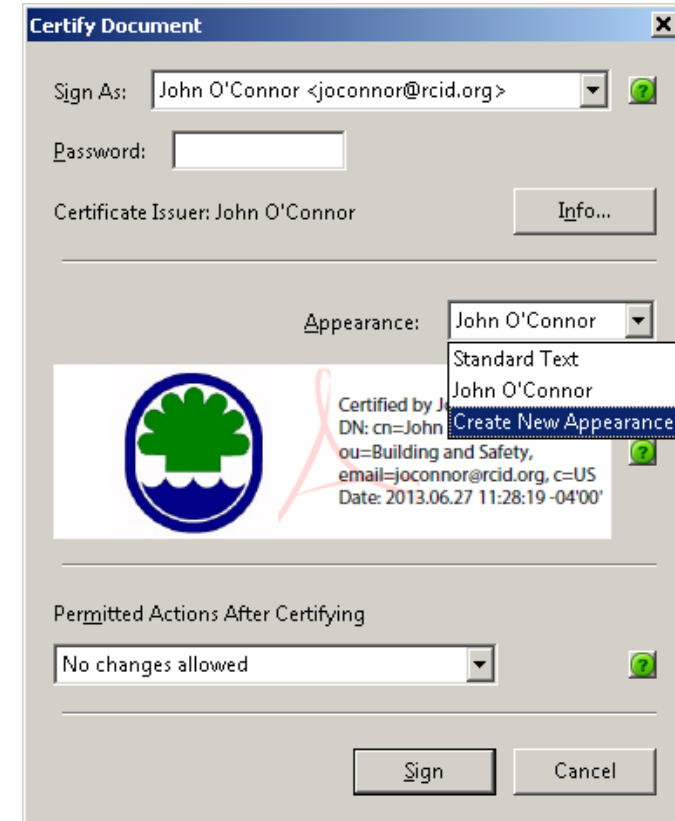 Certify Document
Sign As: John O'Connor <joconnor@rcid.org>
Password:
Certificate Issuer: John O'Connor Info...
Appearance: John O'Connor
Standard Text
John O'Connor
Create New Appearance
Certified by J
DN: cn=John
ou=Building and Safety,
email=joconnor@rcid.org, c=US
Date: 2013.06.27 11:28:19 -04'00'
Permitted Actions After Certifying
No changes allowed
Sign Cancel